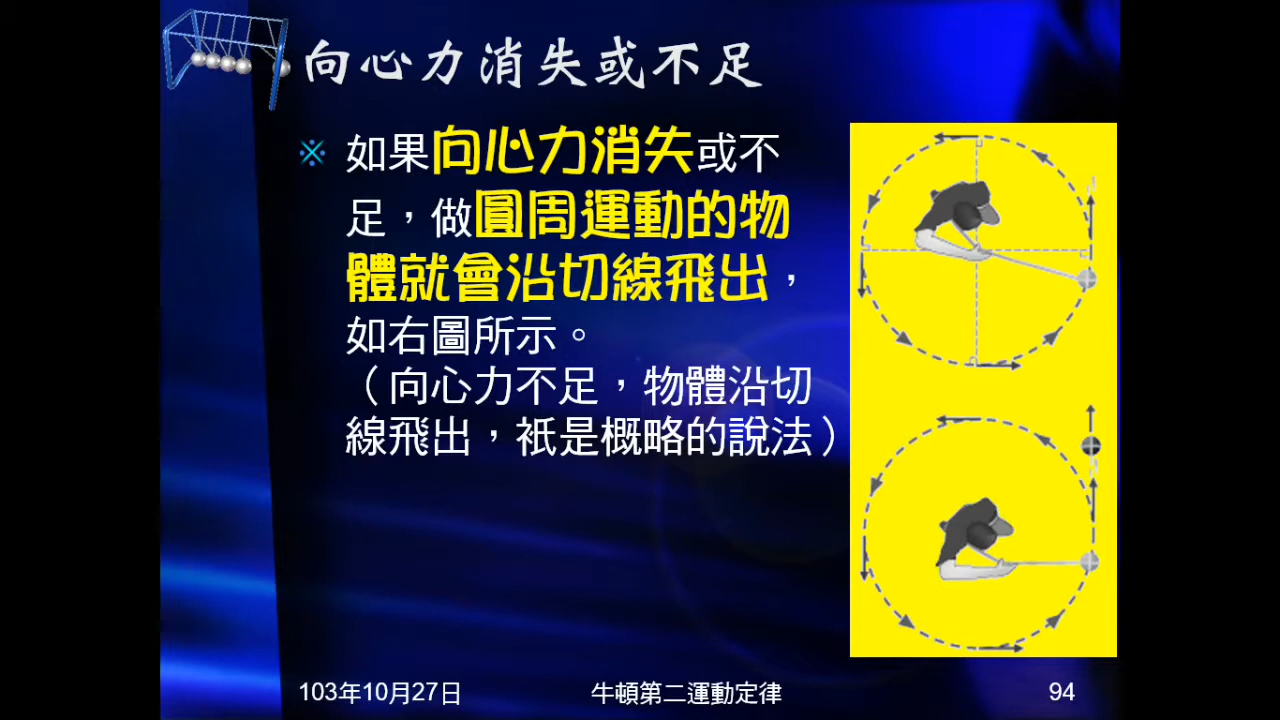 向心力消失或不足
※ 如果向心力消失或不
足，做圓周運動的物
體就會沿切線飛出，
如右圖所示。
（向心力不足，物體沿切
線飛出，衹是概略的說法）
103年10月27日
牛頓第二運動定律
94